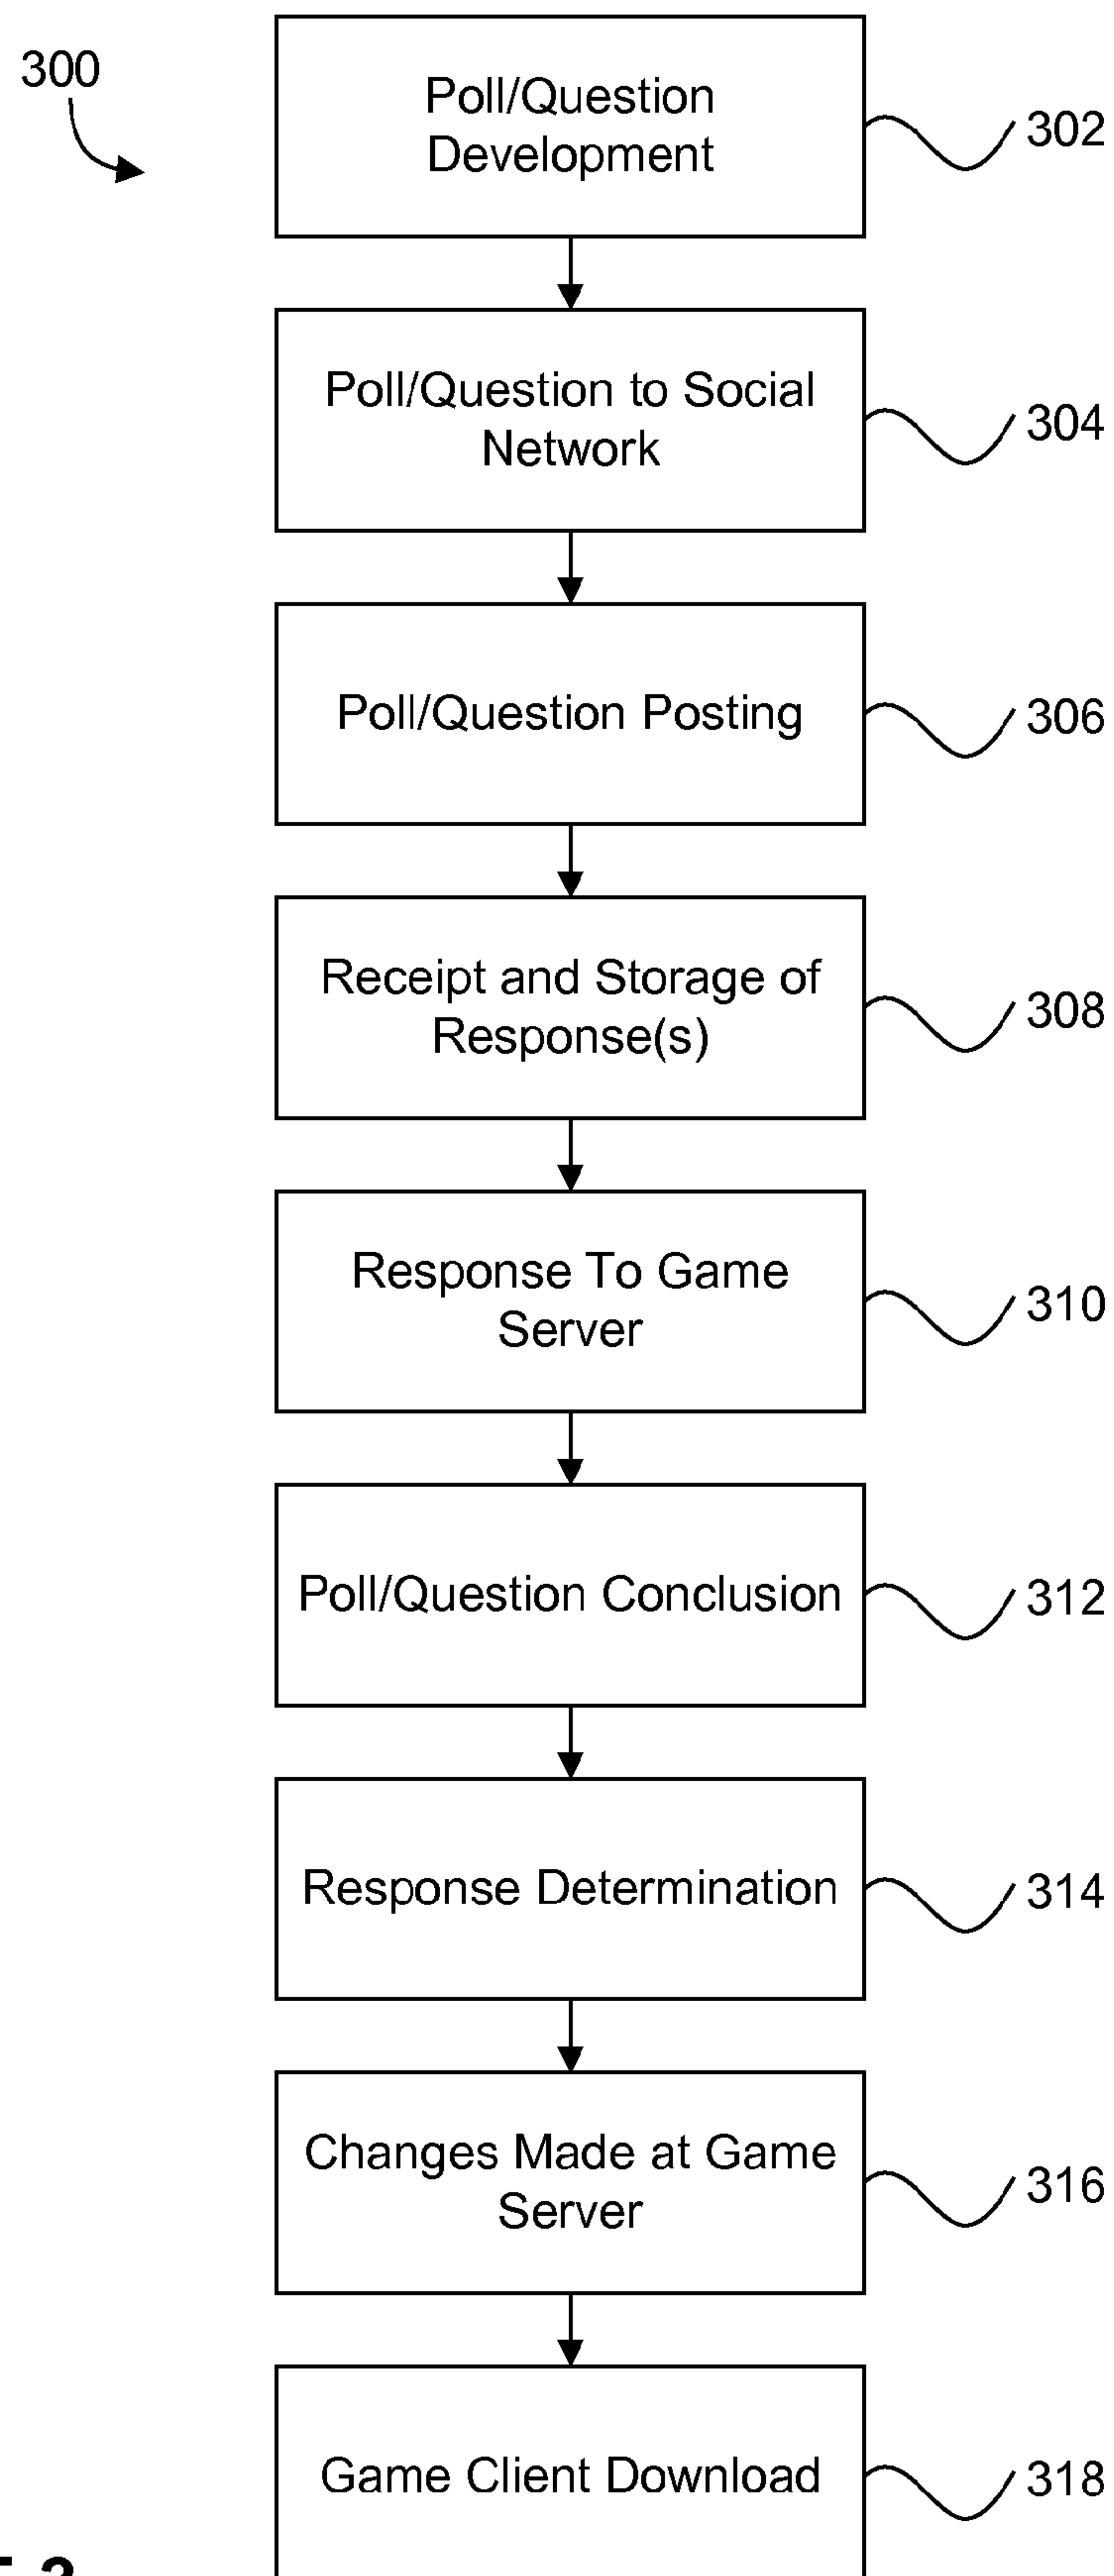 300
Poll/Question
Development
302
Poll/Question to Social
Network
304
Poll/Question Posting
306
Receipt and Storage of
Response(s)
308
Response To Game
Server
310
Poll/Question Conclusion
312
Response Determination
314
Changes Made at Game
Server
316
Game Client Download
318